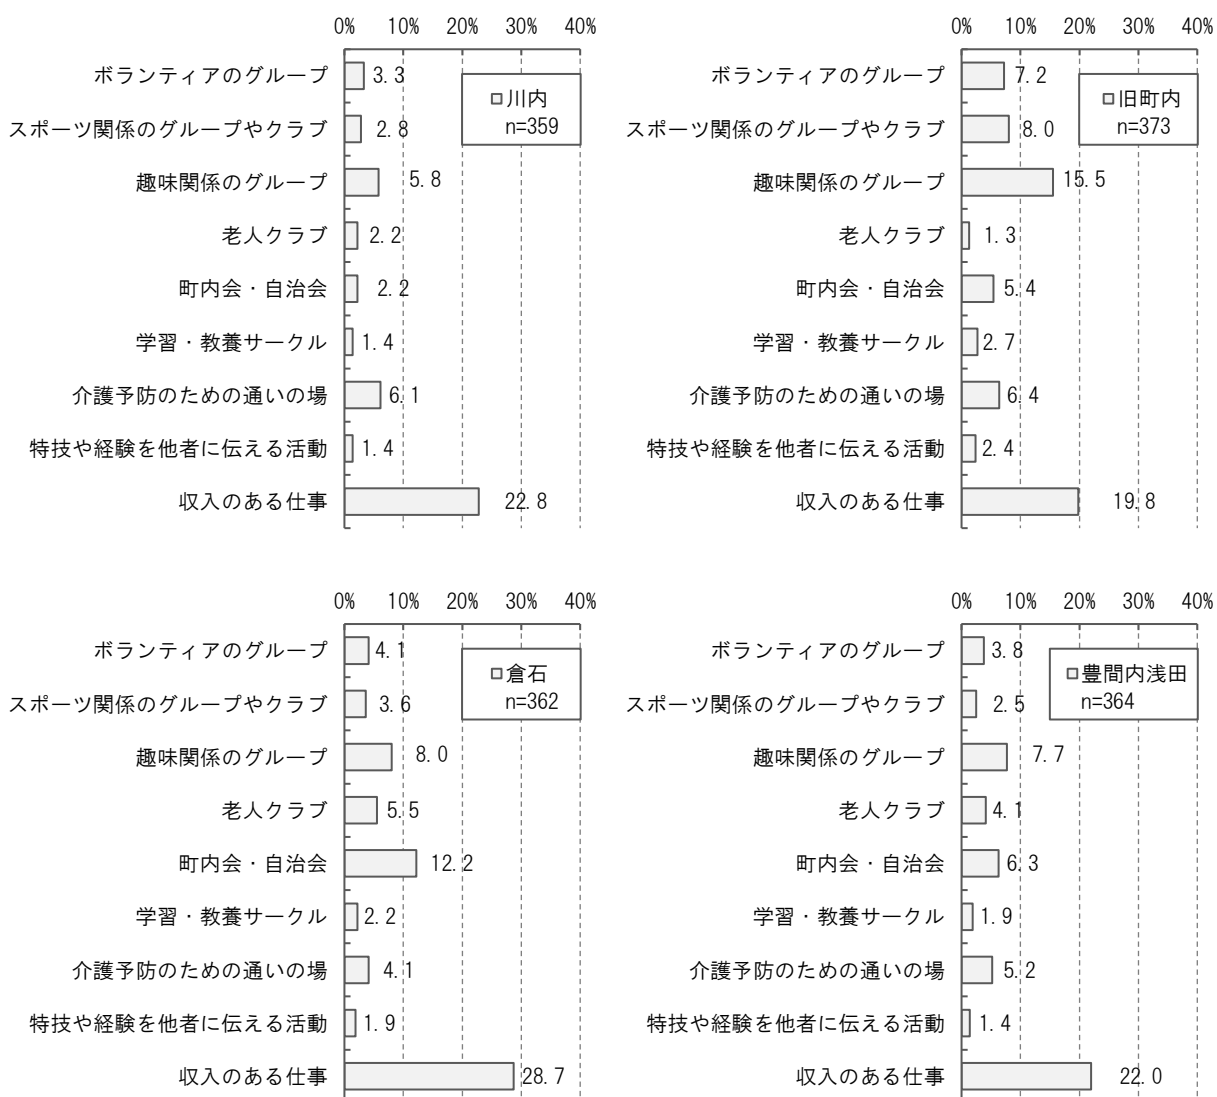 0% 10% 20% 30% 40%
ボランティアのグループ 3.3
スポーツ関係のグループやクラブ 2.8
趣味関係のグループ 5.8
老人クラブ 2.2
町内会・自治会 2.2
学習・教養サークル 1.4
介護予防のための通いの場 6.1
特技や経験を他者に伝える活動 1.4
収入のある仕事 22.8
川内
n=359
0% 10% 20% 30% 40%
ボランティアのグループ 7.2
スポーツ関係のグループやクラブ 8.0
趣味関係のグループ 15.5
老人クラブ 1.3
町内会・自治会 5.4
学習・教養サークル 2.7
介護予防のための通いの場 6.4
特技や経験を他者に伝える活動 2.4
収入のある仕事 19.8
旧町内
n=373
0% 10% 20% 30% 40%
ボランティアのグループ 4.1
スポーツ関係のグループやクラブ 3.6
趣味関係のグループ 8.0
老人クラブ 5.5
町内会・自治会 12.2
学習・教養サークル 2.2
介護予防のための通いの場 4.1
特技や経験を他者に伝える活動 1.9
収入のある仕事 28.7
倉石
n=362
0% 10% 20% 30% 40%
ボランティアのグループ 3.8
スポーツ関係のグループやクラブ 2.5
趣味関係のグループ 7.7
老人クラブ 4.1
町内会・自治会 6.3
学習・教養サークル 1.9
介護予防のための通いの場 5.2
特技や経験を他者に伝える活動 1.4
収入のある仕事 22.0
豊間内浅田
n=364